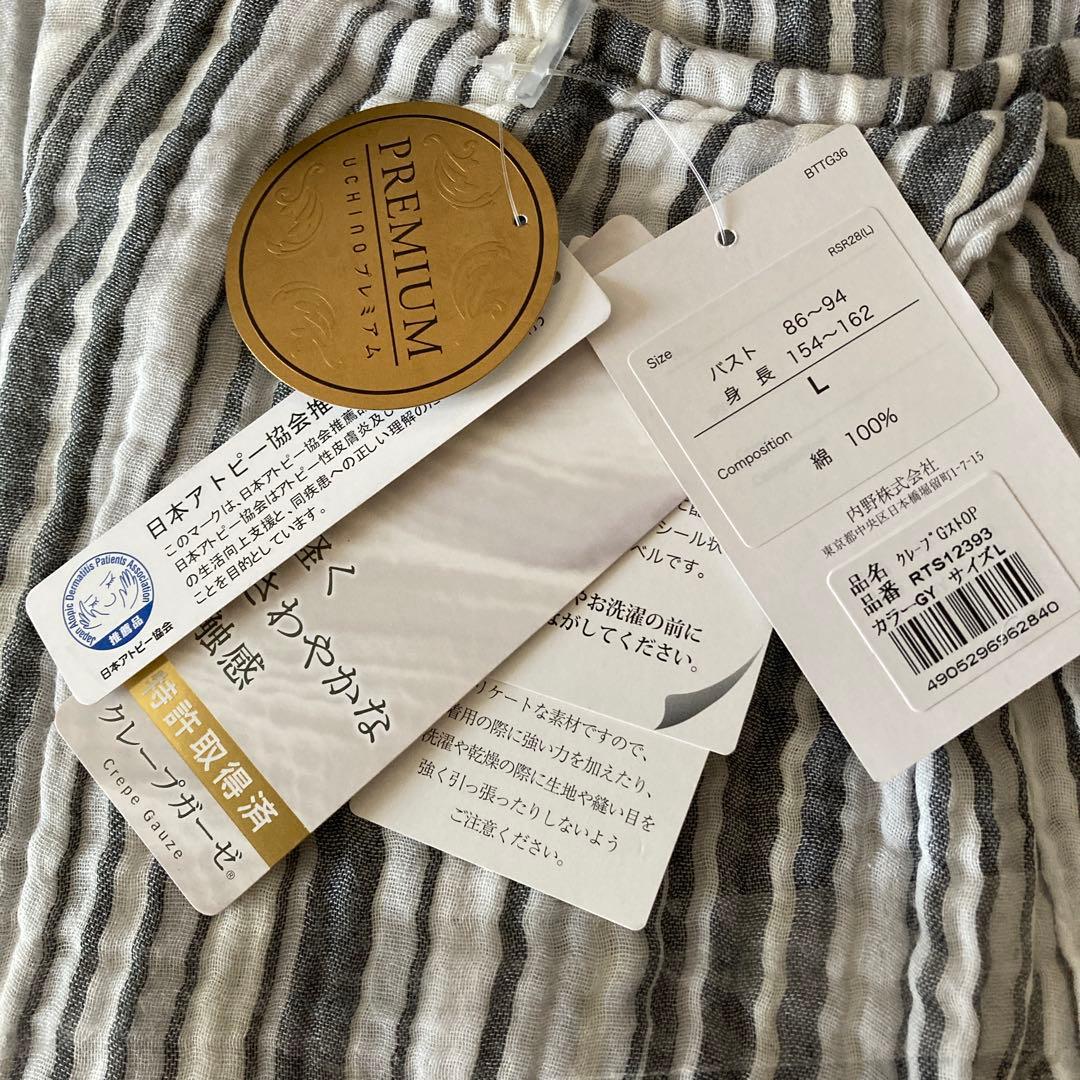 PREMIUM
UCHINOプレミアム
日本アトピー協会推
このマークは、日本アトピー協会推薦
日本アトピー協会はアトピー性皮膚炎及び
の生活向上支援と、同疾患への正しい理解の
ことを目的としています。
Japan Atopic Dermatitis Patients Association
推薦品
日本アトピー協会
軽く
さわやかな
触感
特許取得済
クレープガーゼ®
Crepe Gauze
シール状
ベルです。
やお洗濯の前に
がしてください。
リケートな素材ですので、
着用の際に強い力を加えたり、
洗濯や乾燥の際に生地や縫い目を
強く引っ張ったりしないよう
ご注意ください。
BTTG36
RSR28(L)
Size
バスト 86〜94
身長 154〜162
L
Composition
綿 100%
内野株式会社
東京都中央区日本橋堀留町1-7-15
品名 クレープGストOP
品番 RTS12393
カラーGY サイズL
4905296962840